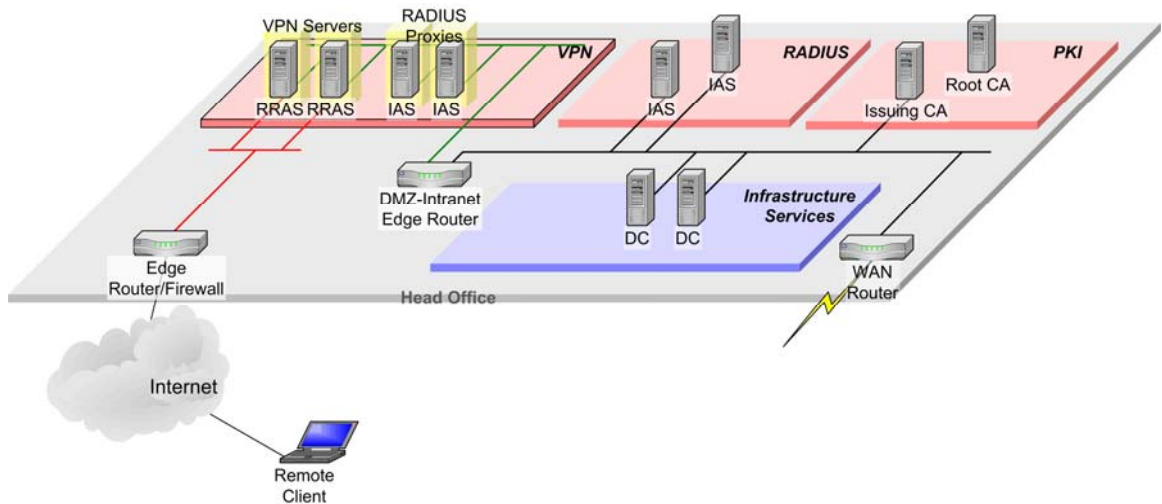 VPN Servers
RADIUS
Proxies
VPN
RADIUS
PKI
RRAS
RRAS
IAS
IAS
IAS
IAS
Issuing CA
Root CA
DMZ-Intranet
Edge Router
Infrastructure
Services
DC
DC
Edge
Router/Firewall
WAN
Router
Head Office
Internet
Remote
Client